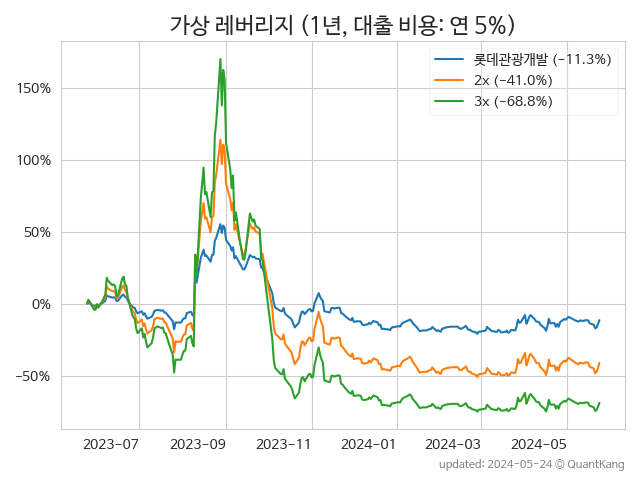 가상 레버리지 (1년, 대출 비용: 연 5%)
롯데관광개발 (−11.3%)
2x (−41.0%)
3x (−68.8%)
150%
100%
50%
0%
−50%
2023-07 2023-09 2023-11 2024-01 2024-03 2024-05
updated: 2024-05-24 © QuantKang